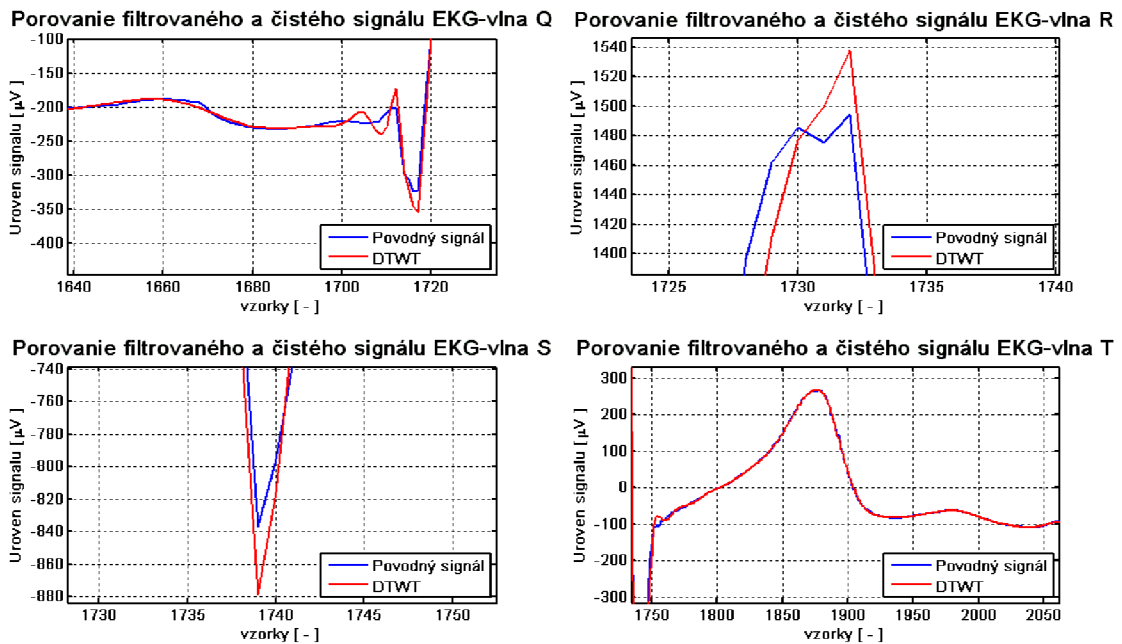 Porovanie filtrovaného a čistého signálu EKG-vlna Q
-100
-150
-200
-250
-300
-350
-400
Uroven signalu [ µV ]
1640 1660 1680 1700 1720
vzorky [ - ]
Povodný signál
DTWT
Porovanie filtrovaného a čistého signálu EKG-vlna R
1540
1520
1500
1480
1460
1440
1420
1400
Uroven signalu [ µV ]
1725 1730 1735 1740
vzorky [ - ]
Povodný signál
DTWT
Porovanie filtrovaného a čistého signálu EKG-vlna S
-740
-760
-780
-800
-820
-840
-860
-880
Uroven signalu [ µV ]
1730 1735 1740 1745 1750
vzorky [ - ]
Povodný signál
DTWT
Porovanie filtrovaného a čistého signálu EKG-vlna T
300
200
100
0
-100
-200
-300
Uroven signalu [ µV ]
1750 1800 1850 1900 1950 2000 2050
vzorky [ - ]
Povodný signál
DTWT